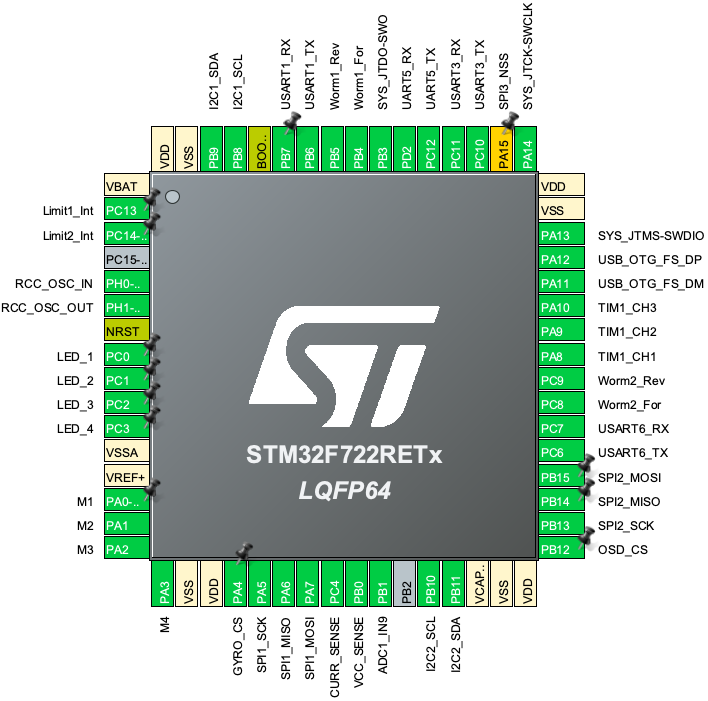 I2C1_SDA
I2C1_SCL
USART1_RX
USART1_TX
Worm1_Rev
Worm1_For
SYS_JTDO-SWO
UART5_RX
UART5_TX
USART3_RX
USART3_TX
SPI3_NSS
SYS_JTCK-SWCLK
VDD
VSS
PB9
PB8
BOO..
PB7
PB6
PB5
PB4
PB3
PD2
PC12
PC11
PC10
PA15
PA14
VBAT
Limit1_Int PC13
Limit2_Int PC14-..
PC15-..
RCC_OSC_IN PH0-..
RCC_OSC_OUT PH1-..
NRST
LED_1 PC0
LED_2 PC1
LED_3 PC2
LED_4 PC3
VSSA
VREF+
M1 PA0-..
M2 PA1
M3 PA2
ST
STM32F722RETx
LQFP64
VDD
VSS
PA13 SYS_JTMS-SWDIO
PA12 USB_OTG_FS_DP
PA11 USB_OTG_FS_DM
PA10 TIM1_CH3
PA9 TIM1_CH2
PA8 TIM1_CH1
PC9 Worm2_Rev
PC8 Worm2_For
PC7 USART6_RX
PC6 USART6_TX
PB15 SPI2_MOSI
PB14 SPI2_MISO
PB13 SPI2_SCK
PB12 OSD_CS
PA3
VSS
VDD
PA4
PA5
PA6
PA7
PC4
PB0
PB1
PB2
PB10
PB11
VCAP..
VSS
VDD
M4
GYRO_CS
SPI1_SCK
SPI1_MISO
SPI1_MOSI
CURR_SENSE
VCC_SENSE
ADC1_IN9
I2C2_SCL
I2C2_SDA